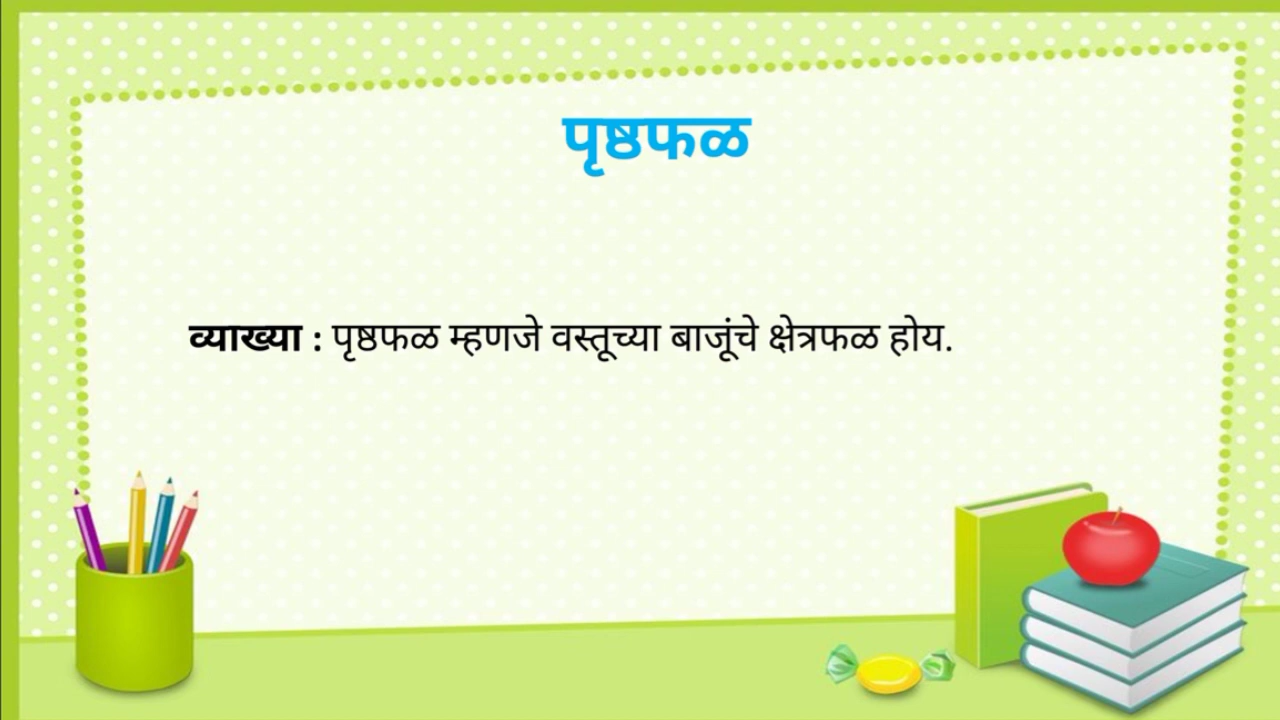 पृष्ठफळ
व्याख्या : पृष्ठफळ म्हणजे वस्तूच्या बाजूंचे क्षेत्रफळ होय.